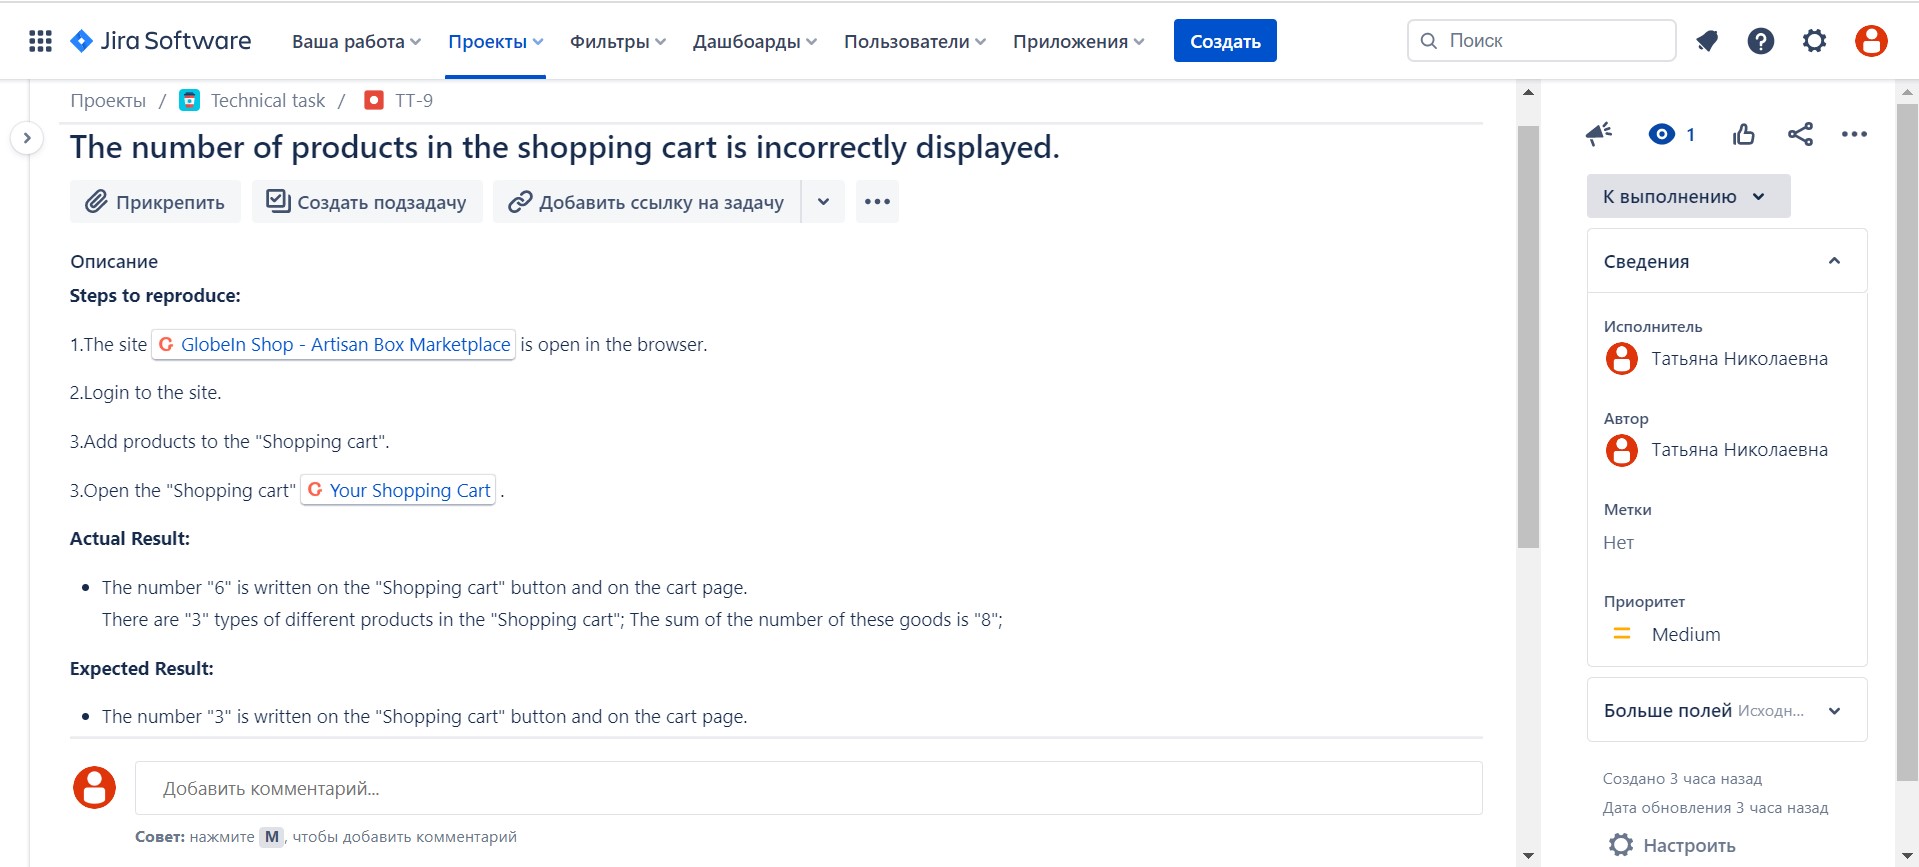 Jira Software Ваша работа Проекты Фильтры Дашборды Пользователи Приложения Создать Поиск
Проекты / Technical task / TT-9
The number of products in the shopping cart is incorrectly displayed.
Прикрепить Создать подзадачу Добавить ссылку на задачу
Описание
Steps to reproduce:
1.The site GlobeIn Shop - Artisan Box Marketplace is open in the browser.
2.Login to the site.
3.Add products to the "Shopping cart".
3.Open the "Shopping cart" Your Shopping Cart .
Actual Result:
The number "6" is written on the "Shopping cart" button and on the cart page.
There are "3" types of different products in the "Shopping cart"; The sum of the number of these goods is "8";
Expected Result:
The number "3" is written on the "Shopping cart" button and on the cart page.
Добавить комментарий...
Совет: нажмите M, чтобы добавить комментарий
1
К выполнению
Сведения
Исполнитель
Татьяна Николаевна
Автор
Татьяна Николаевна
Метки
Нет
Приоритет
Medium
Больше полей Исходн...
Создано 3 часа назад
Дата обновления 3 часа назад
Настроить